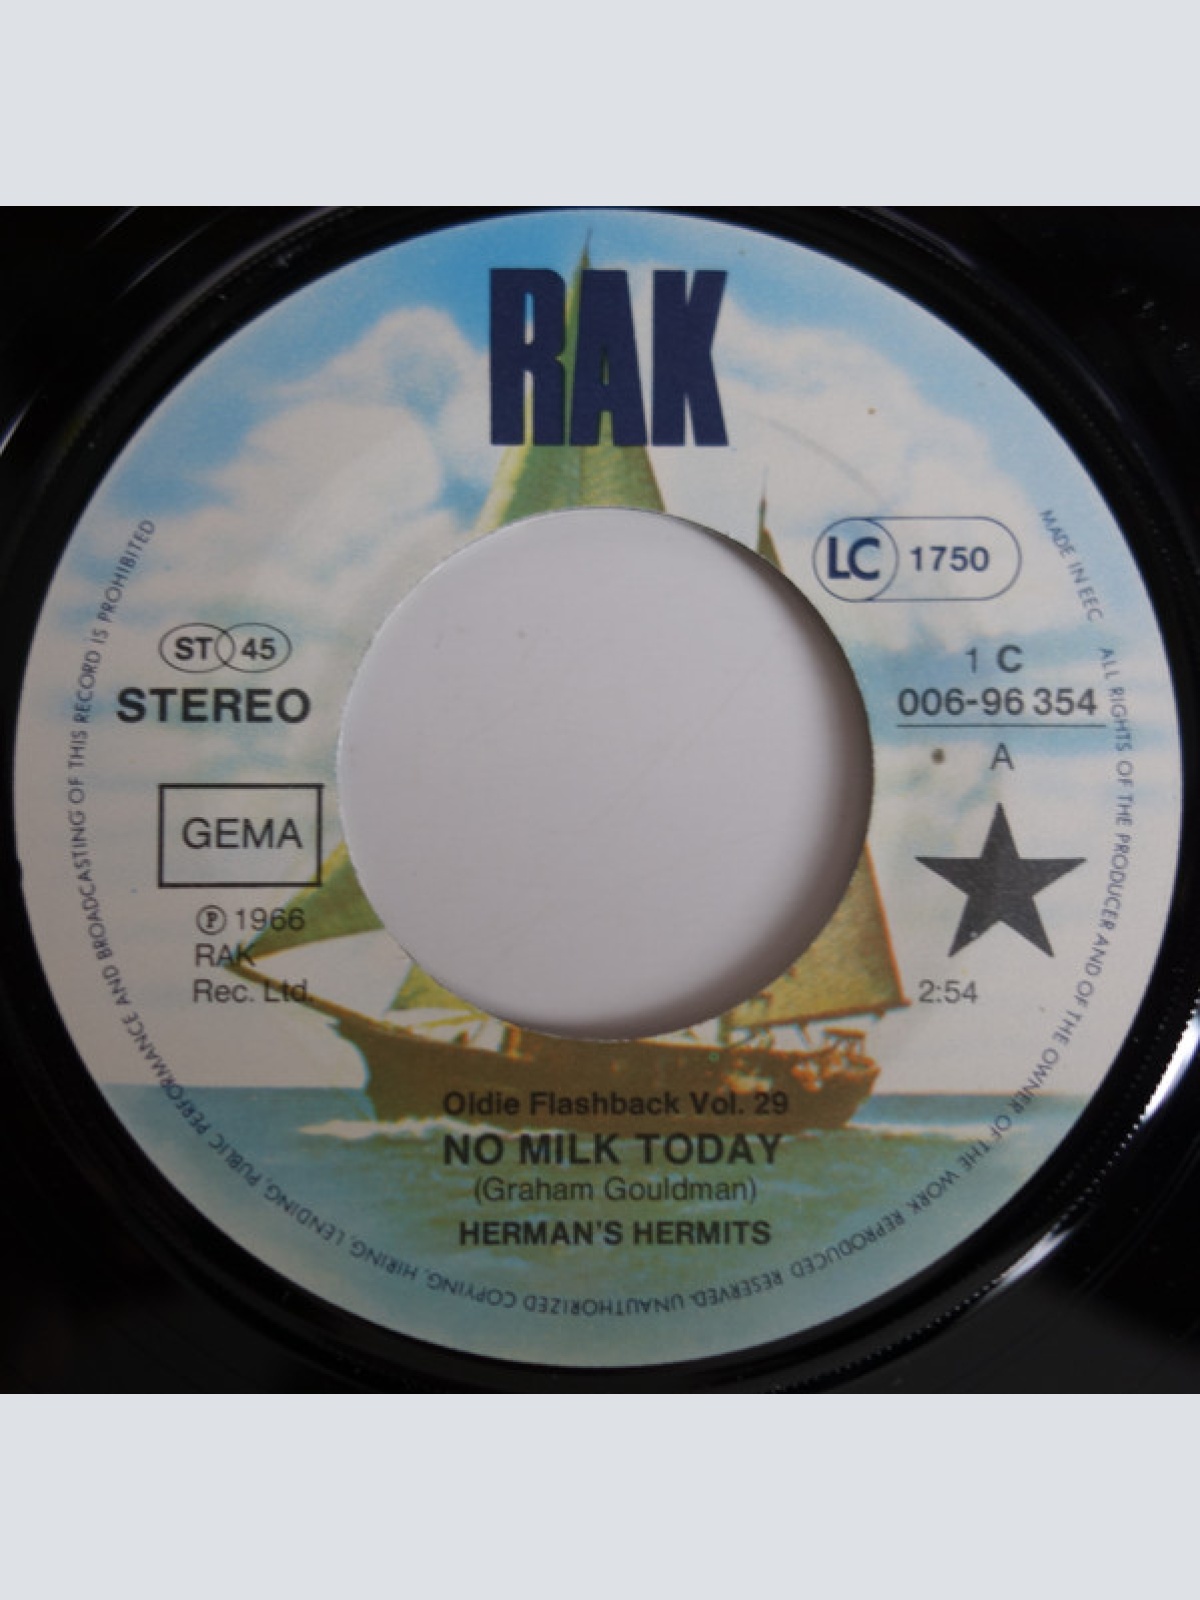 RAK
LC 1750
ST 45
STEREO
1 C
006-96 354
A
GEMA
℗ 1966
RAK
Rec. Ltd.
2:54
Oldie Flashback Vol. 29
NO MILK TODAY
(Graham Gouldman)
HERMAN'S HERMITS
MADE IN EEC ALL RIGHTS OF THE PRODUCER AND OF THE OWNER OF THE WORK REPRODUCED RESERVED. UNAUTHORIZED COPYING, HIRING, LENDING, PUBLIC PERFORMANCE AND BROADCASTING OF THIS RECORD IS PROHIBITED